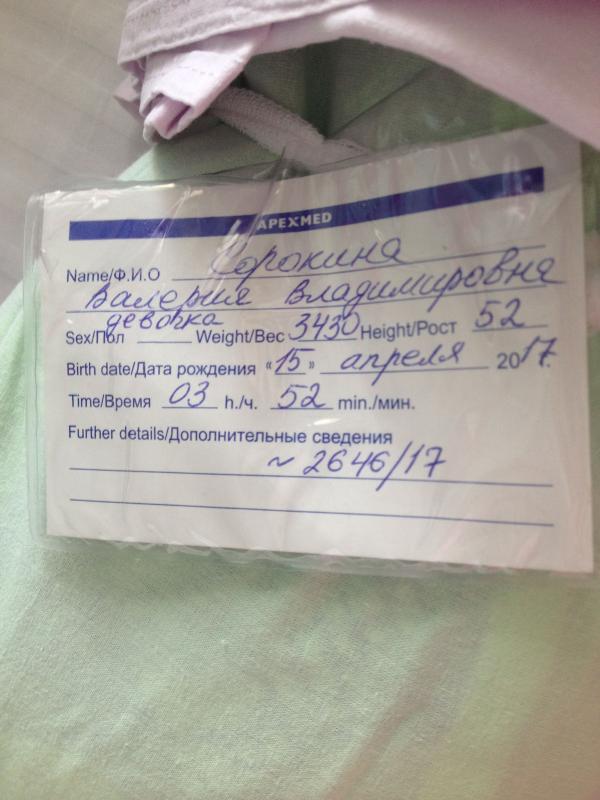 APEXMED
Name/Ф.И.О Сорокина
Валерия Владимировна
Sex/Пол девочка Weight/Вес 3430 Height/Рост 52
Birth date/Дата рождения «15» апреля 2017.
Time/Время 03 h./ч. 52 min./мин.
Further details/Дополнительные сведения
~ 2646/17